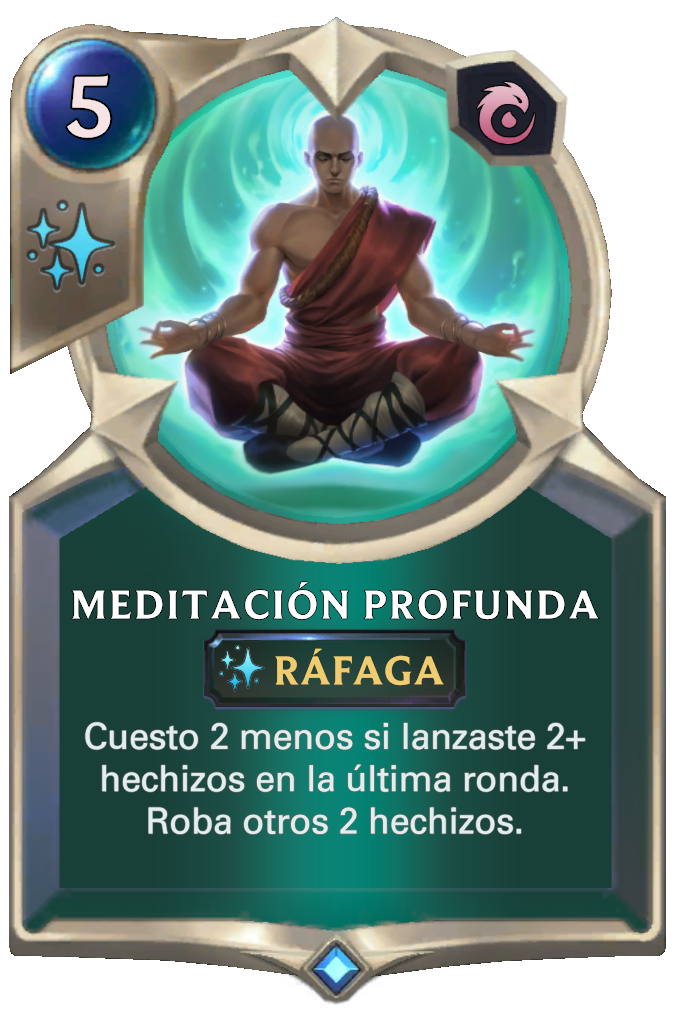 5
MEDITACIÓN PROFUNDA
RÁFAGA
Cuesto 2 menos si lanzaste 2+
hechizos en la última ronda.
Roba otros 2 hechizos.